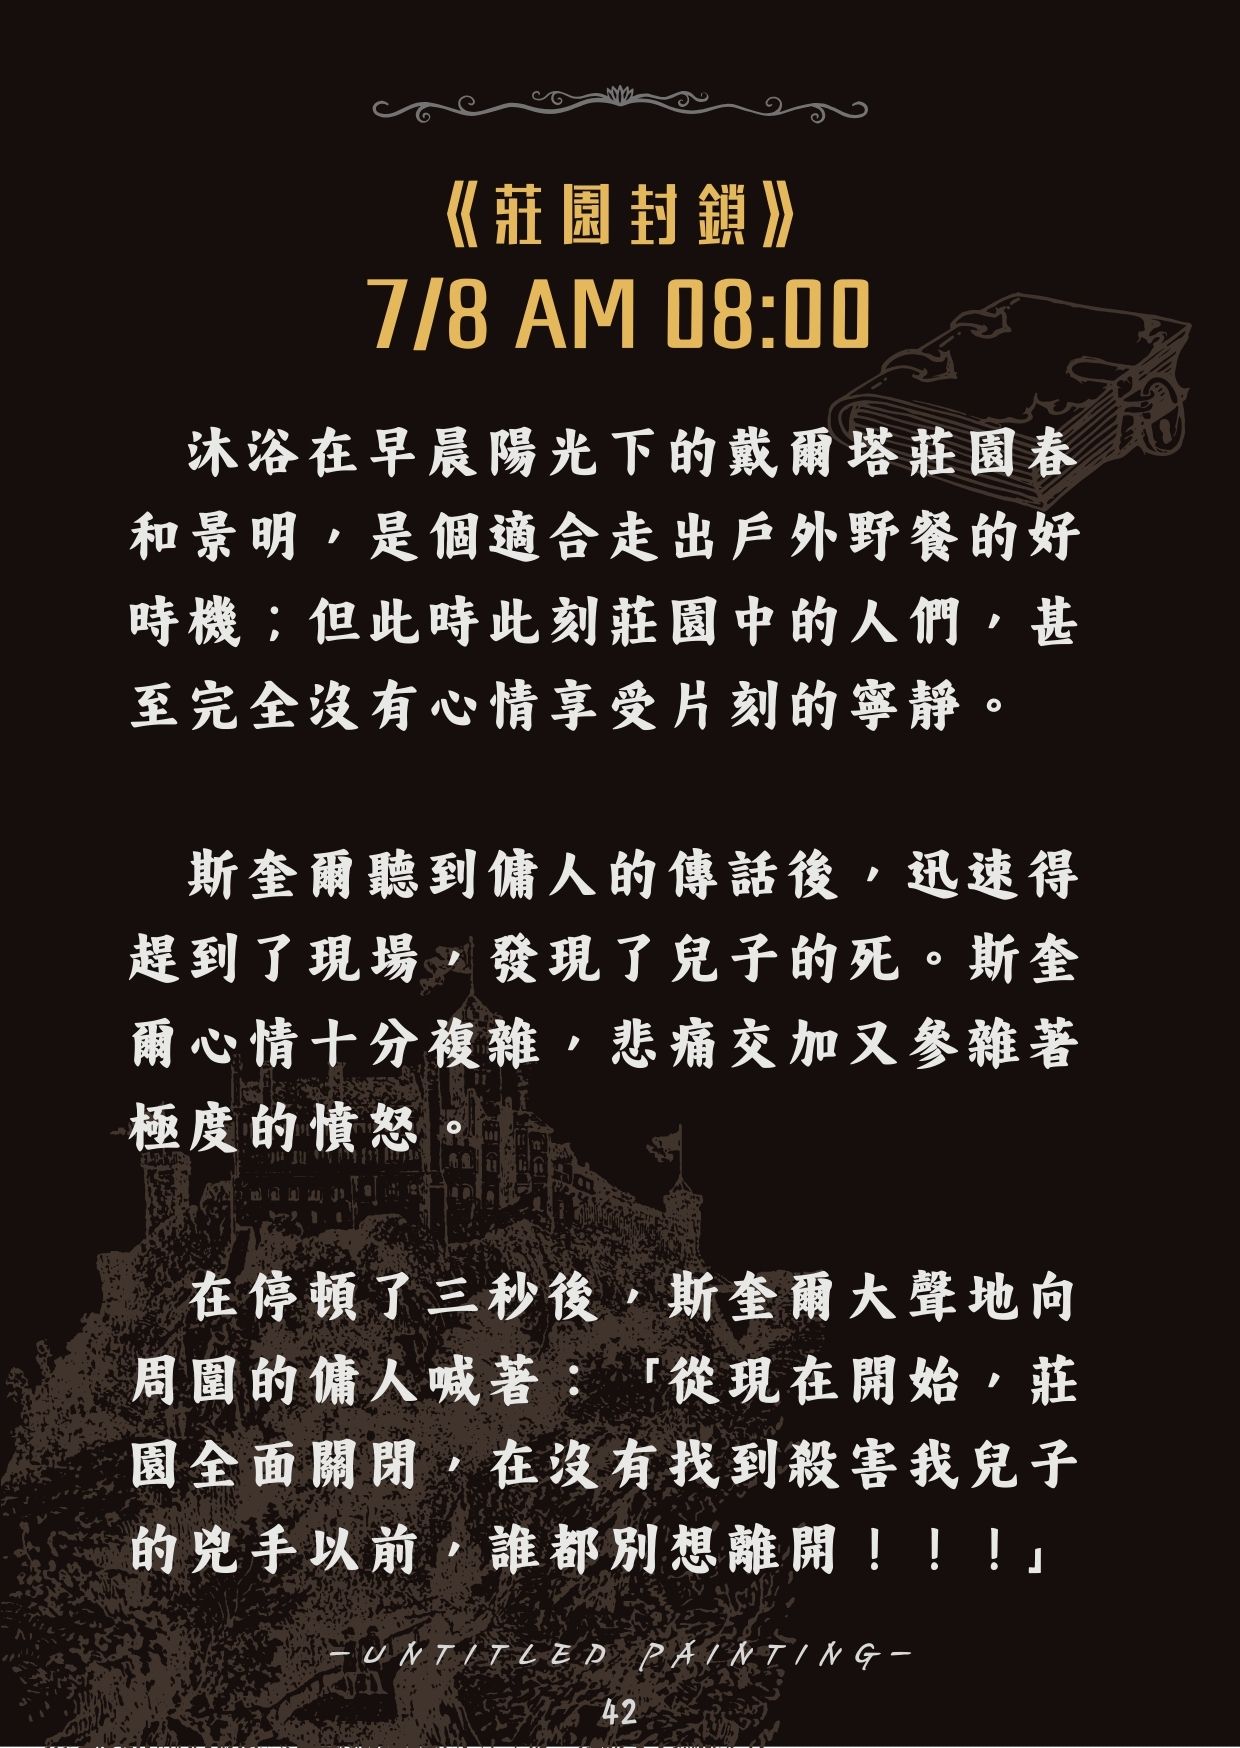 《莊園封鎖》
7/8 AM 08:00
沐浴在早晨陽光下的戴爾塔莊園春
和景明，是個適合走出戶外野餐的好
時機；但此時此刻莊園中的人們，甚
至完全沒有心情享受片刻的寧靜。
斯奎爾聽到傭人的傳話後，迅速得
趕到了現場，發現了兒子的死。斯奎
爾心情十分複雜，悲痛交加又參雜著
極度的憤怒。
在停頓了三秒後，斯奎爾大聲地向
周圍的傭人喊著：「從現在開始，莊
園全面關閉，在沒有找到殺害我兒子
的兇手以前，誰都別想離開！！！」
-UNTITLED PAINTING-
42